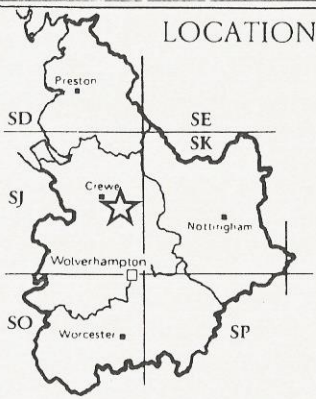 LOCATION
Preston
SD
SE
SK
SJ
Crewe
Nottingham
Wolverhampton
SO
Worcester
SP